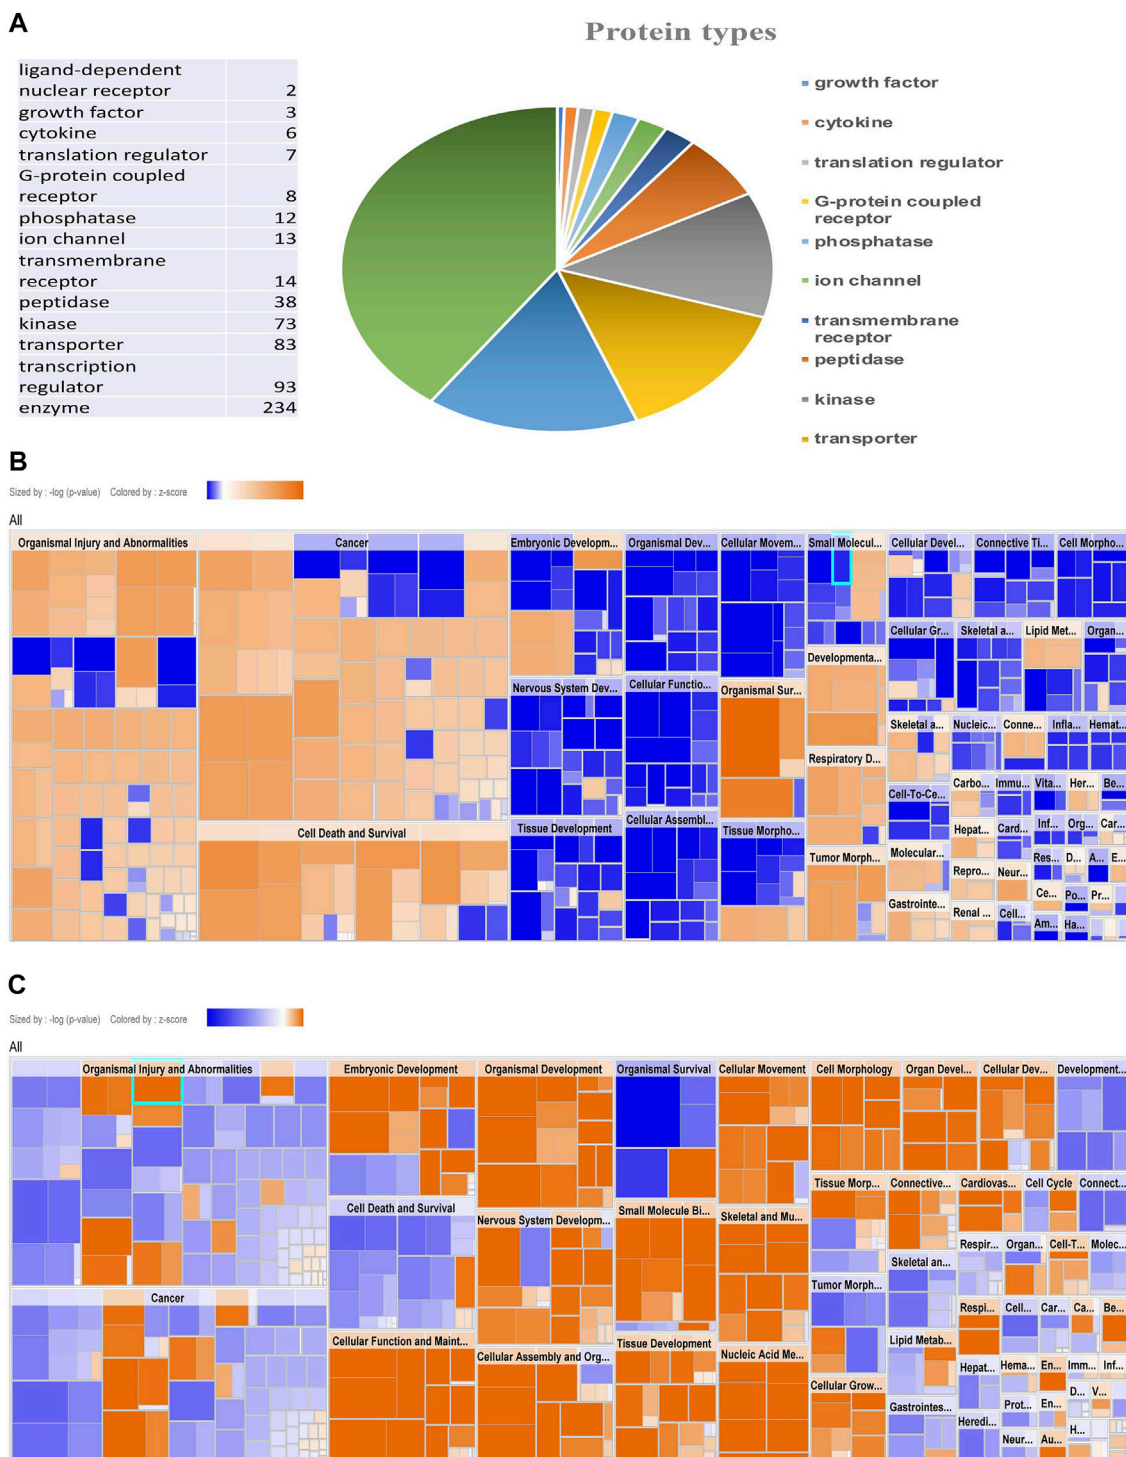 A
Protein types
ligand-dependent
nuclear receptor 2
growth factor 3
cytokine 6
translation regulator 7
G-protein coupled
receptor 8
phosphatase 12
ion channel 13
transmembrane
receptor 14
peptidase 38
kinase 73
transporter 83
transcription
regulator 93
enzyme 234
growth factor
cytokine
translation regulator
G-protein coupled
receptor
phosphatase
ion channel
transmembrane
receptor
peptidase
kinase
transporter
B
Sized by : -log (p-value) Colored by : z-score
All
Organismal Injury and Abnormalities
Cancer
Embryonic Developm...
Organismal Dev...
Cellular Movem...
Small Molecul...
Cellular Devel...
Connective Ti...
Cell Morpho...
Cellular Gr...
Skeletal a...
Lipid Met...
Organ...
Developmenta...
Nervous System Dev...
Cellular Functio...
Organismal Sur...
Skeletal a...
Nucleic...
Conne...
Infla...
Hemat...
Respiratory D...
Cell-To-Ce...
Carbo...
Immu...
Vita...
Her...
Be...
Cell Death and Survival
Tissue Development
Cellular Assembl...
Tissue Morpho...
Hepat...
Card...
Inf...
Org...
Car...
Tumor Morph...
Molecular...
Repro...
Neur...
Res...
D...
A...
E...
Gastrointe...
Renal ...
Cell...
Ce...
Po...
Pr...
Am...
Ha...
C
Sized by : -log (p-value) Colored by : z-score
All
Organismal Injury and Abnormalities
Embryonic Development
Organismal Development
Organismal Survival
Cellular Movement
Cell Morphology
Organ Devel...
Cellular Dev...
Development...
Tissue Morp...
Connective...
Cardiovas...
Cell Cycle
Connect...
Cell Death and Survival
Nervous System Developm...
Small Molecule Bi...
Skeletal and Mu...
Respir...
Organ...
Cell-T...
Molec...
Skeletal an...
Cancer
Tumor Morph...
Respi...
Cell...
Car...
Ca...
Be...
Cellular Function and Maint...
Cellular Assembly and Org...
Tissue Development
Nucleic Acid Me...
Lipid Metab...
Hepat...
Hema...
En...
Imm...
Inf...
Cellular Grow...
Gastrointes...
Heredi...
Prot...
En...
D...
V...
Neur...
Au...
H...